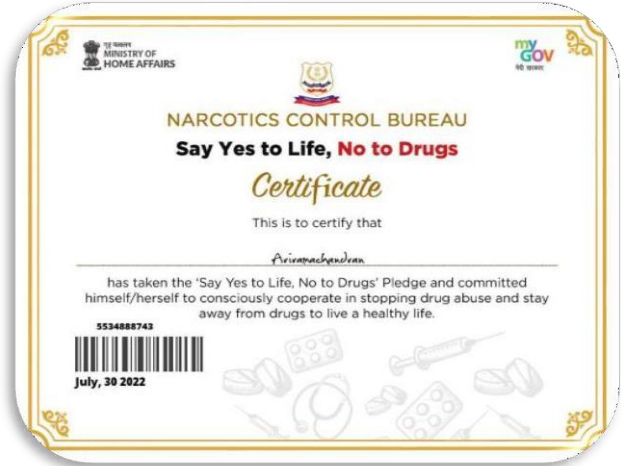 गृह मंत्रालय
MINISTRY OF
HOME AFFAIRS
my
GOV
मेरी सरकार
NARCOTICS CONTROL BUREAU
Say Yes to Life, No to Drugs
Certificate
This is to certify that
Ariramachandran
has taken the 'Say Yes to Life, No to Drugs' Pledge and committed
himself/herself to consciously cooperate in stopping drug abuse and stay
away from drugs to live a healthy life.
5534888743
July, 30 2022